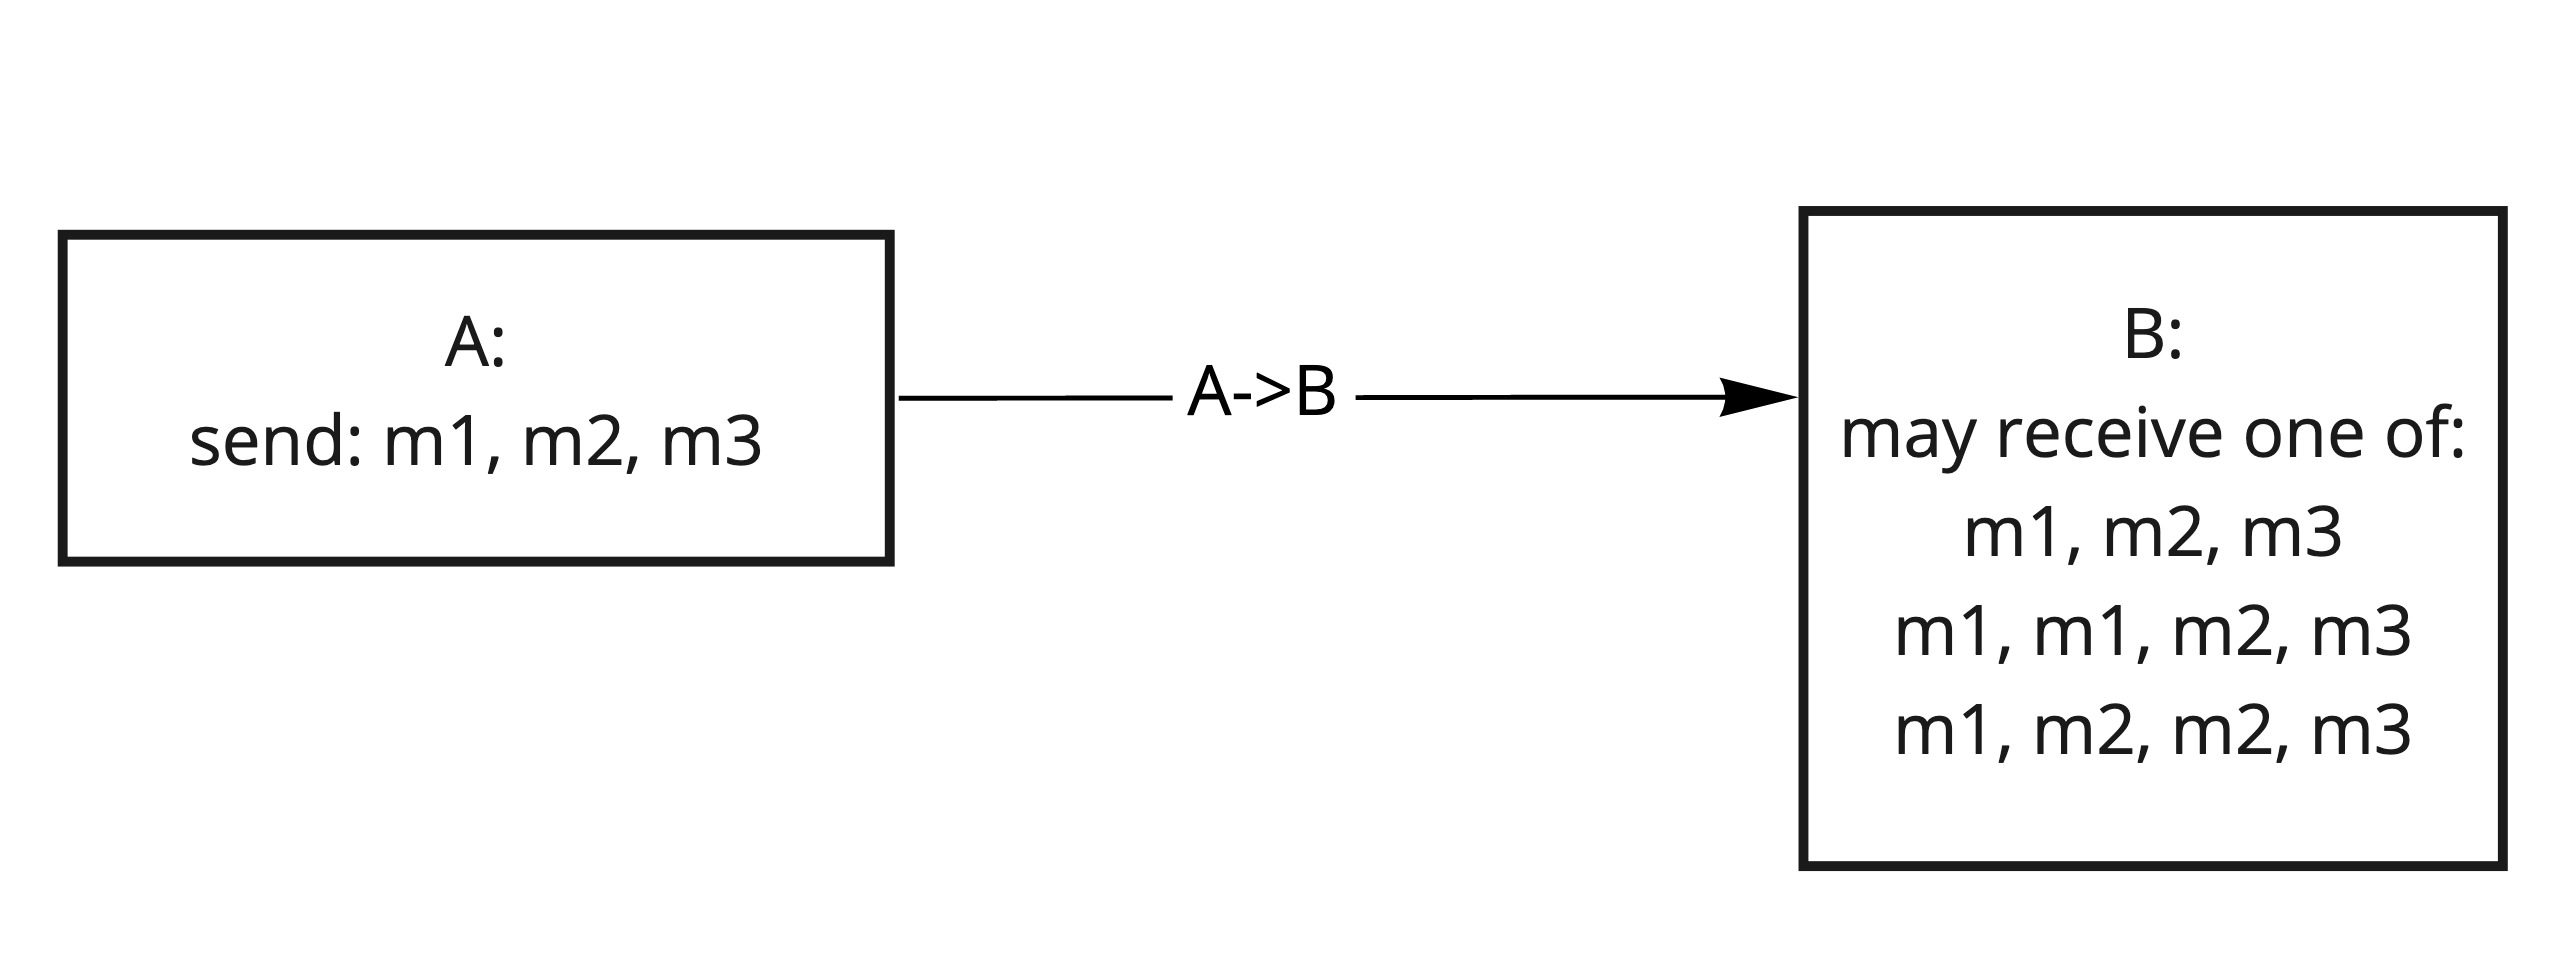 A:
send: m1, m2, m3
A->B
B:
may receive one of:
m1, m2, m3
m1, m1, m2, m3
m1, m2, m2, m3